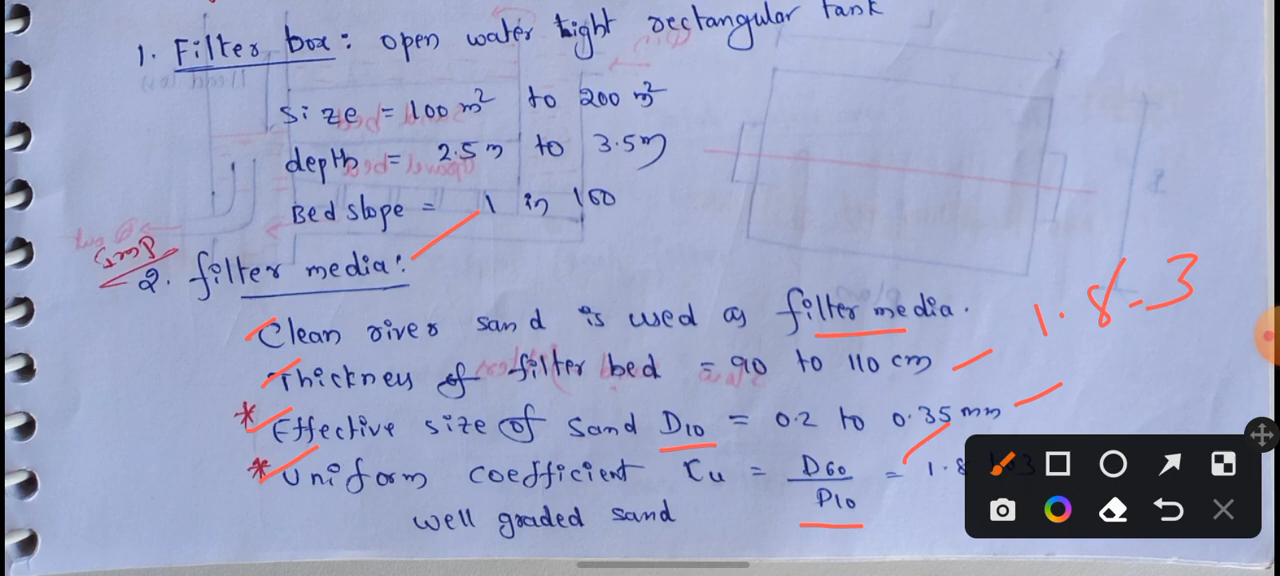 1. Filter box: open water tight rectangular tank
size = 100 m² to 200 m²
depth = 2.5 m to 3.5 m
Bed slope = 1 in 100
2. filter media:
Clean river sand is used as filter media.
1.8-3
Thickness of filter bed = 90 to 110 cm
* Effective size of sand D10 = 0.2 to 0.35 mm
* Uniform coefficient Cu = D60 / D10 = 1.8
well graded sand